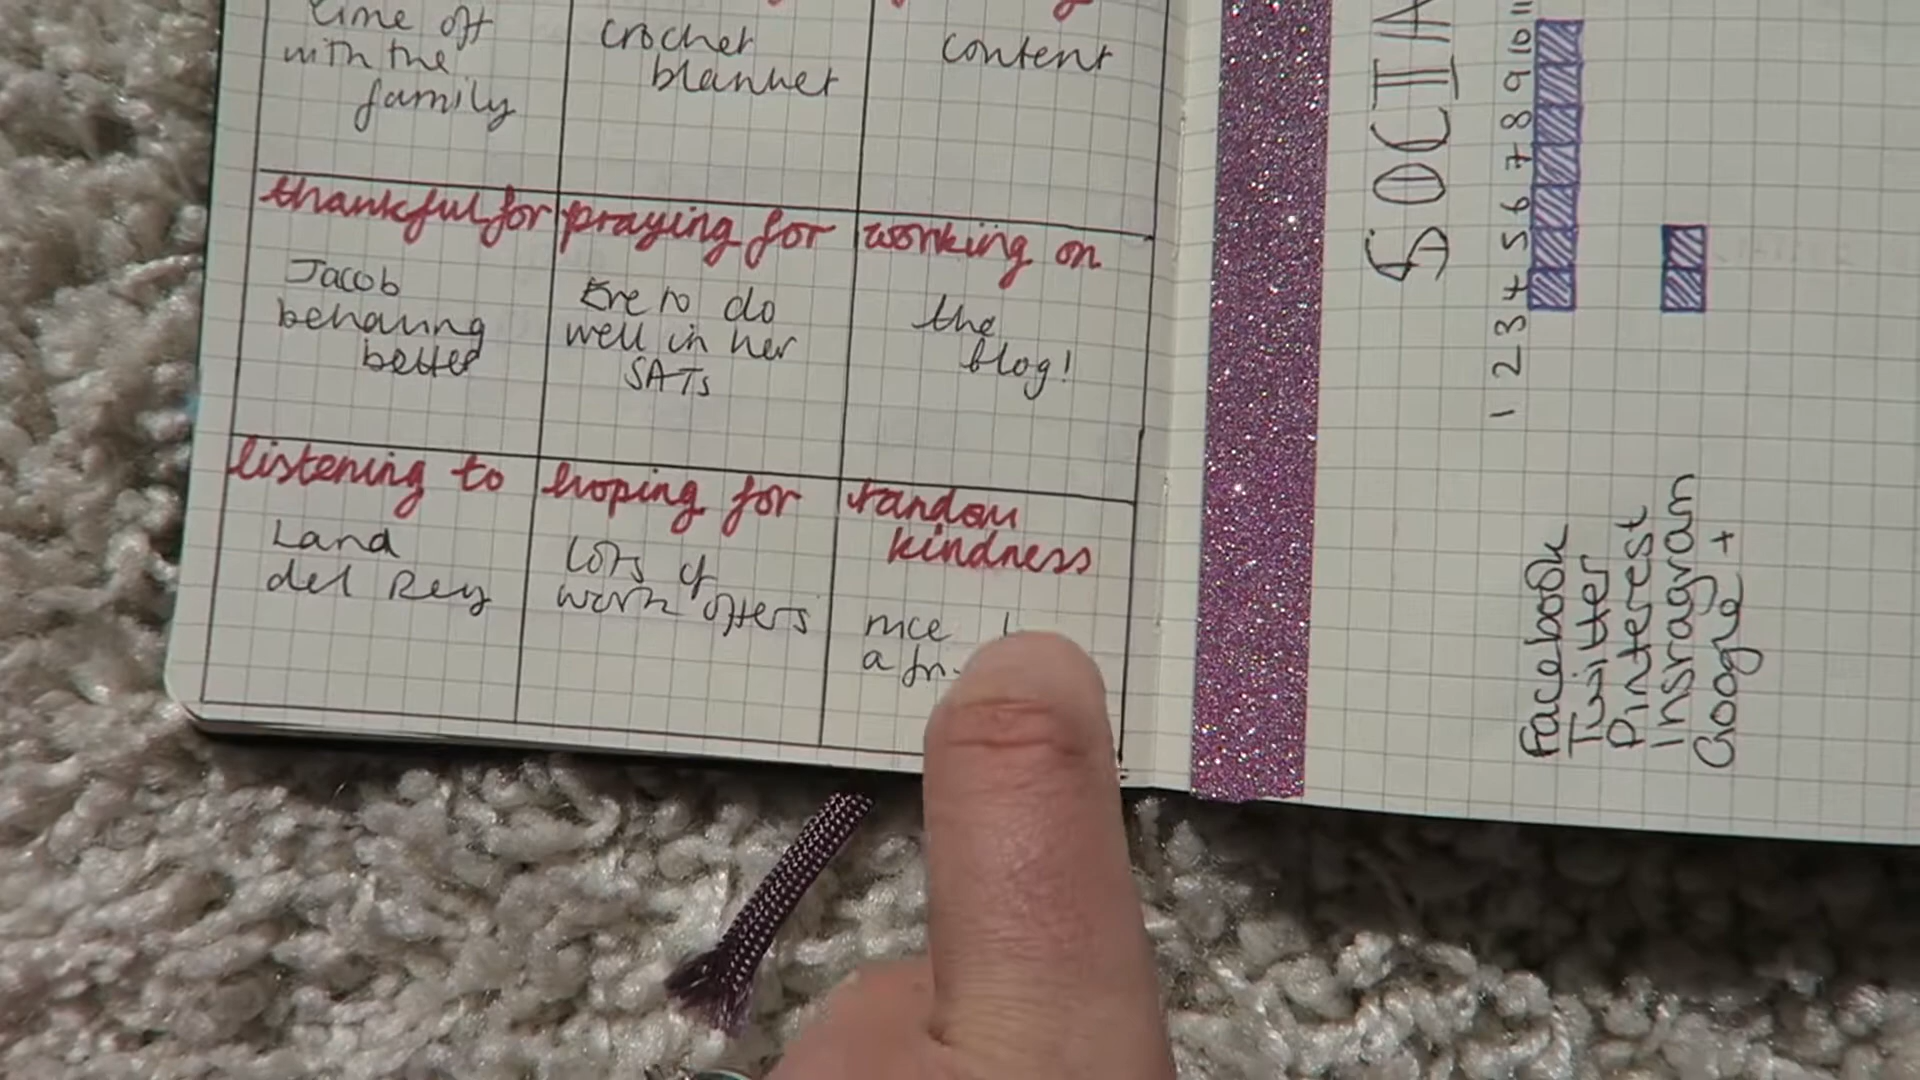 time off
with the
family
crochet
blanket
content
thankful for
Jacob
behaving
better
praying for
Eve to do
well in her
SATs
working on
the
blog!
listening to
Land
del Rey
hoping for
lots of
work offers
random
kindness
nice
a
SOCIA
1 2 3 4 5 6 7 8 9 10 11
Facebook
Twitter
Pinterest
Instagram
Google +